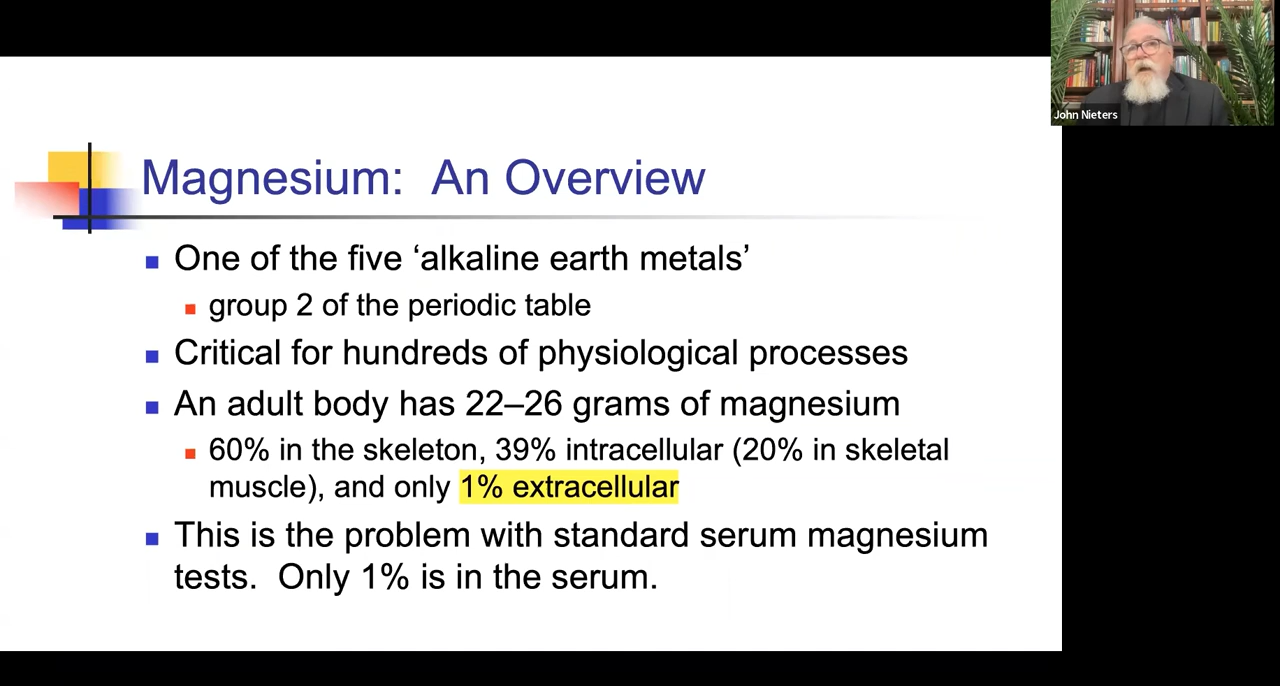 John Nieters
Magnesium:  An Overview
One of the five ‘alkaline earth metals’
group 2 of the periodic table
Critical for hundreds of physiological processes
An adult body has 22–26 grams of magnesium
60% in the skeleton, 39% intracellular (20% in skeletal
muscle), and only 1% extracellular
This is the problem with standard serum magnesium
tests.  Only 1% is in the serum.